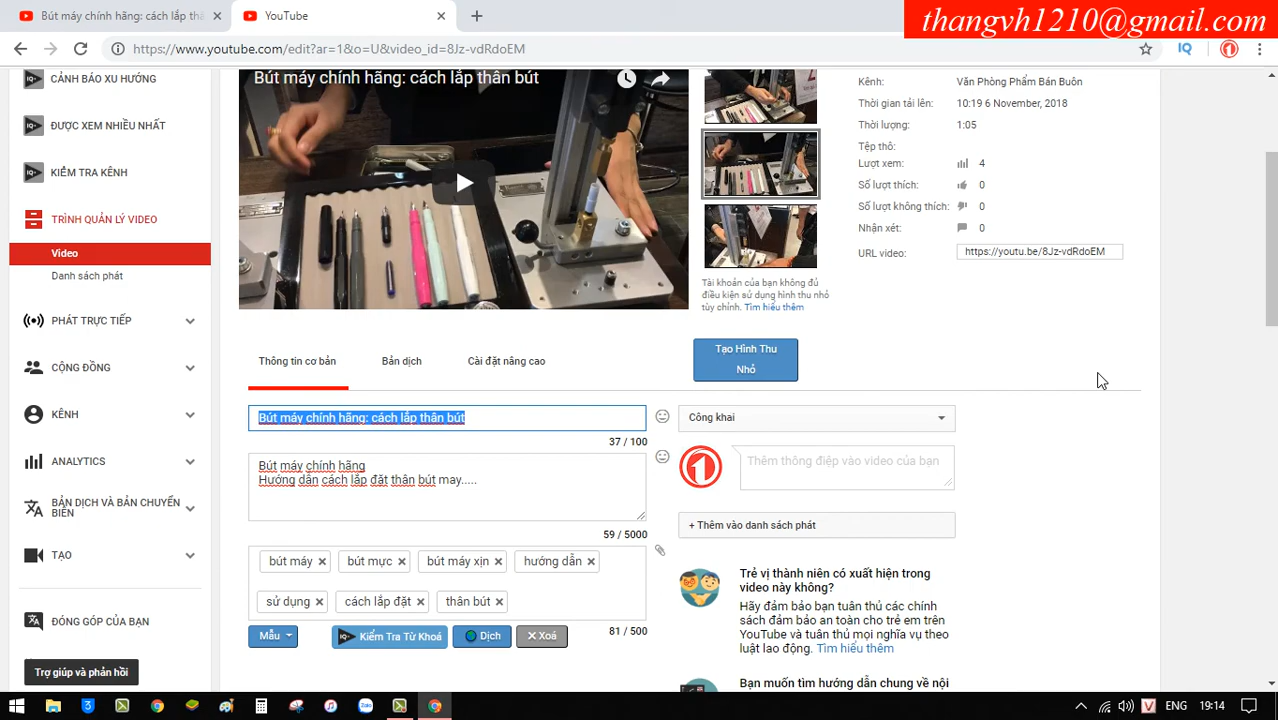 Bút máy chính hãng: cách lắp thâ
YouTube
thangvh1210@gmail.com
https://www.youtube.com/edit?ar=1&o=U&video_id=8Jz-vdRdoEM
IQ
CẢNH BÁO XU HƯỚNG
ĐƯỢC XEM NHIỀU NHẤT
KIỂM TRA KÊNH
TRÌNH QUẢN LÝ VIDEO
Video
Danh sách phát
PHÁT TRỰC TIẾP
CỘNG ĐỒNG
KÊNH
ANALYTICS
BẢN DỊCH VÀ BẢN CHUYỂN
BIÊN
TẠO
ĐÓNG GÓP CỦA BẠN
Trợ giúp và phản hồi
Bút máy chính hãng: cách lắp thân bút
Kênh: Văn Phòng Phẩm Bán Buôn
Thời gian tải lên: 10:19 6 November, 2018
Thời lượng: 1:05
Tệp thô:
Lượt xem: 4
Số lượt thích: 0
Số lượt không thích: 0
Nhận xét: 0
URL video: https://youtu.be/8Jz-vdRdoEM
Tài khoản của bạn không đủ
điều kiện sử dụng hình thu nhỏ
tùy chỉnh. Tìm hiểu thêm
Thông tin cơ bản
Bản dịch
Cài đặt nâng cao
Tạo Hình Thu
Nhỏ
Bút máy chính hãng: cách lắp thân bút
37 / 100
Bút máy chính hãng
Hướng dẫn cách lắp đặt thân bút may.....
59 / 5000
bút máy × bút mực × bút máy xịn × hướng dẫn ×
sử dụng × cách lắp đặt × thân bút ×
81 / 500
Mẫu
Kiểm Tra Từ Khoá
Dịch
Xoá
Công khai
Thêm thông điệp vào video của bạn
+ Thêm vào danh sách phát
Trẻ vị thành niên có xuất hiện trong
video này không?
Hãy đảm bảo bạn tuân thủ các chính
sách đảm bảo an toàn cho trẻ em trên
YouTube và tuân thủ mọi nghĩa vụ theo
luật lao động. Tìm hiểu thêm
Bạn muốn tìm hướng dẫn chung về nội
ENG
19:14